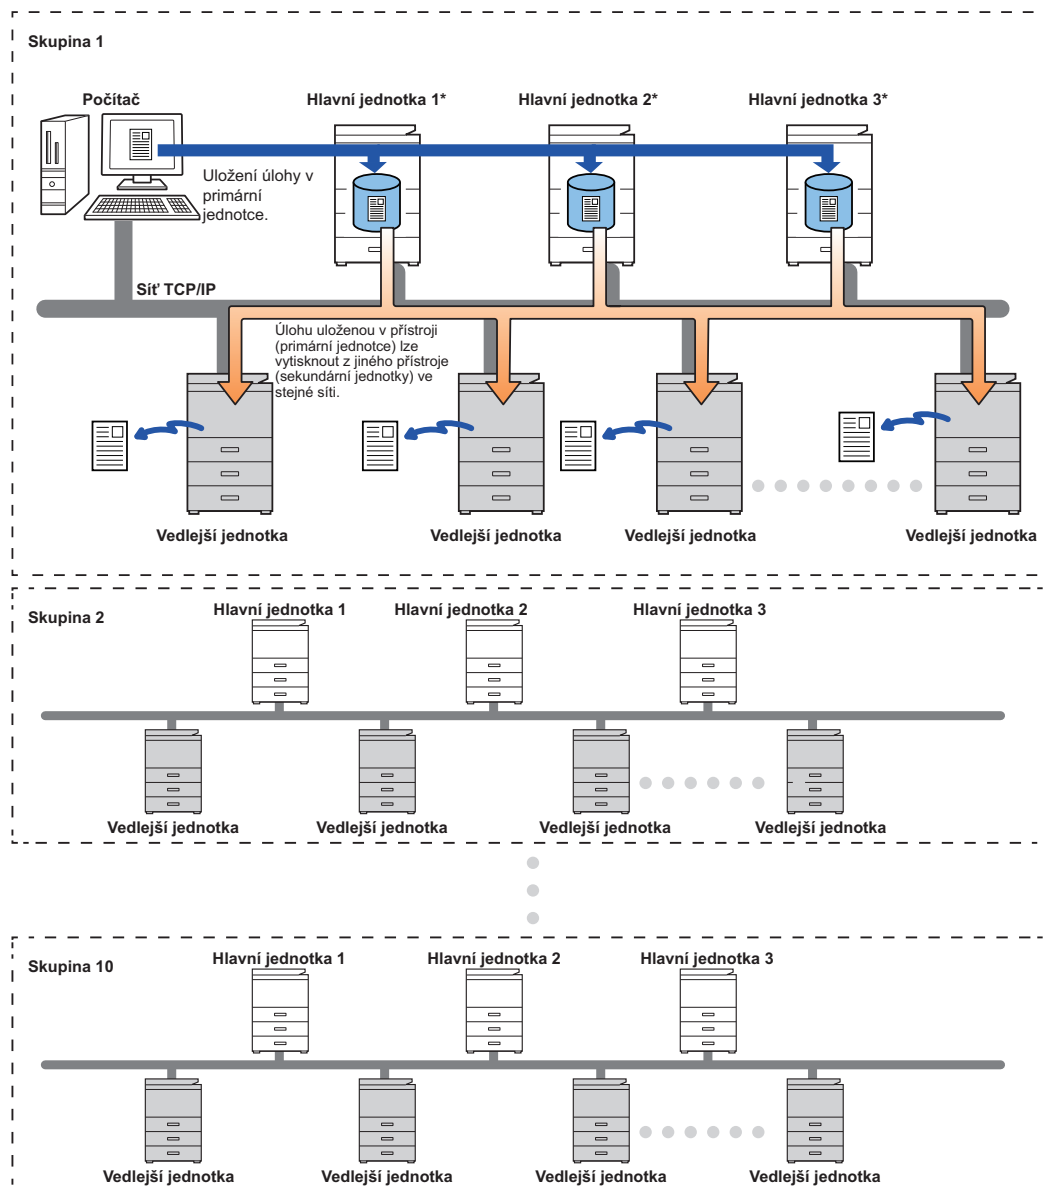 Skupina 1
Počítač
Hlavní jednotka 1*
Hlavní jednotka 2*
Hlavní jednotka 3*
Uložení úlohy v
primární
jednotce.
Síť TCP/IP
Úlohu uloženou v přístroji
(primární jednotce) lze
vytisknout z jiného přístroje
(sekundární jednotky) ve
stejné síti.
Vedlejší jednotka
Vedlejší jednotka
Vedlejší jednotka
Vedlejší jednotka
Skupina 2
Hlavní jednotka 1
Hlavní jednotka 2
Hlavní jednotka 3
Vedlejší jednotka
Vedlejší jednotka
Vedlejší jednotka
Vedlejší jednotka
Skupina 10
Hlavní jednotka 1
Hlavní jednotka 2
Hlavní jednotka 3
Vedlejší jednotka
Vedlejší jednotka
Vedlejší jednotka
Vedlejší jednotka